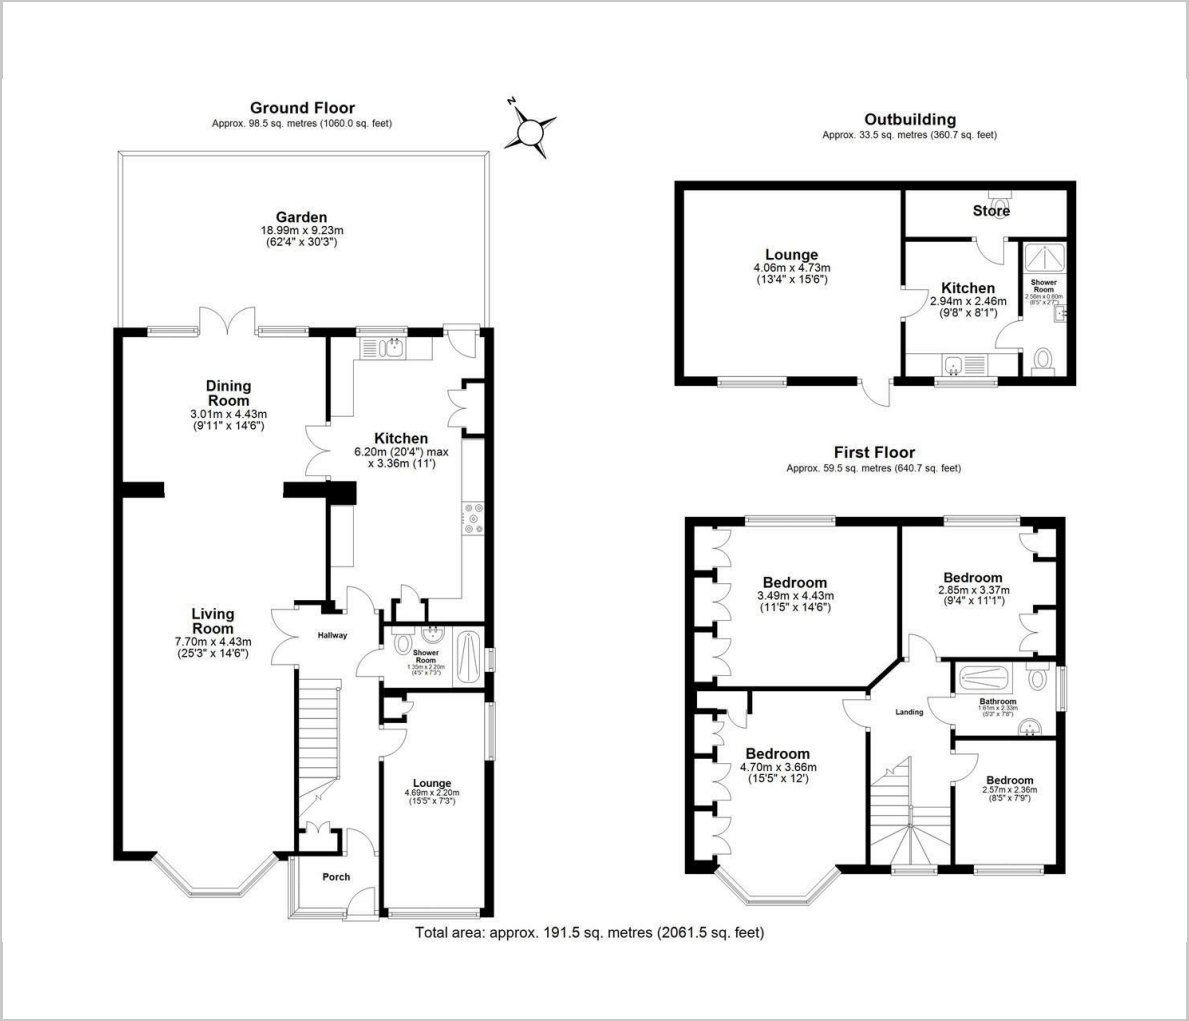 Ground Floor
Approx. 98.5 sq. metres (1060.0 sq. feet)
N
Garden
18.99m x 9.23m
(62'4" x 30'3")
Dining
Room
3.01m x 4.43m
(9'11" x 14'6")
Kitchen
6.20m (20'4") max
x 3.36m (11')
Living
Room
7.70m x 4.43m
(25'3" x 14'6")
Hallway
Shower
Room
1.35m x 2.20m
(4'5" x 7'3")
Lounge
4.69m x 2.20m
(15'5" x 7'3")
Porch
Outbuilding
Approx. 33.5 sq. metres (360.7 sq. feet)
Lounge
4.06m x 4.73m
(13'4" x 15'6")
Store
Kitchen
2.94m x 2.46m
(9'8" x 8'1")
Shower
Room
2.56m x 0.80m
(8'5" x 2'7")
First Floor
Approx. 59.5 sq. metres (640.7 sq. feet)
Bedroom
3.49m x 4.43m
(11'5" x 14'6")
Bedroom
2.85m x 3.37m
(9'4" x 11'1")
Bathroom
1.61m x 2.33m
(5'3" x 7'8")
Landing
Bedroom
4.70m x 3.66m
(15'5" x 12')
Bedroom
2.57m x 2.36m
(8'5" x 7'9")
Total area: approx. 191.5 sq. metres (2061.5 sq. feet)